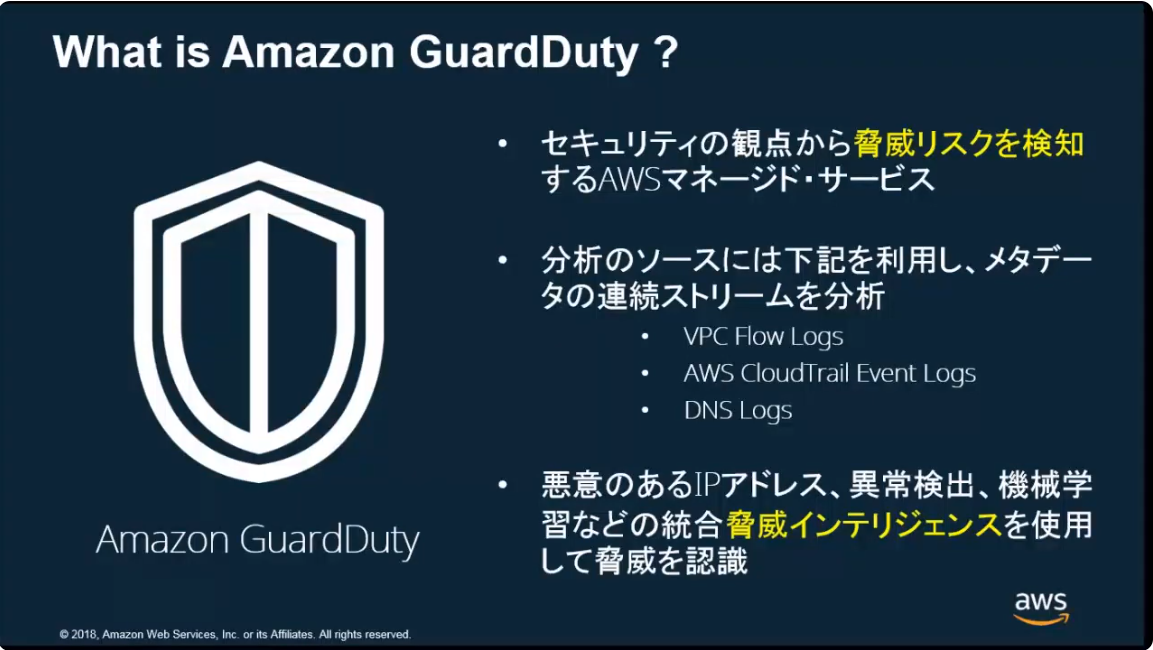 What is Amazon GuardDuty ?
• セキュリティの観点から脅威リスクを検知
するAWSマネージド・サービス
• 分析のソースには下記を利用し、メタデー
タの連続ストリームを分析
• VPC Flow Logs
• AWS CloudTrail Event Logs
• DNS Logs
• 悪意のあるIPアドレス、異常検出、機械学
習などの統合脅威インテリジェンスを使用
して脅威を認識
Amazon GuardDuty
aws
© 2018, Amazon Web Services, Inc. or its Affiliates. All rights reserved.